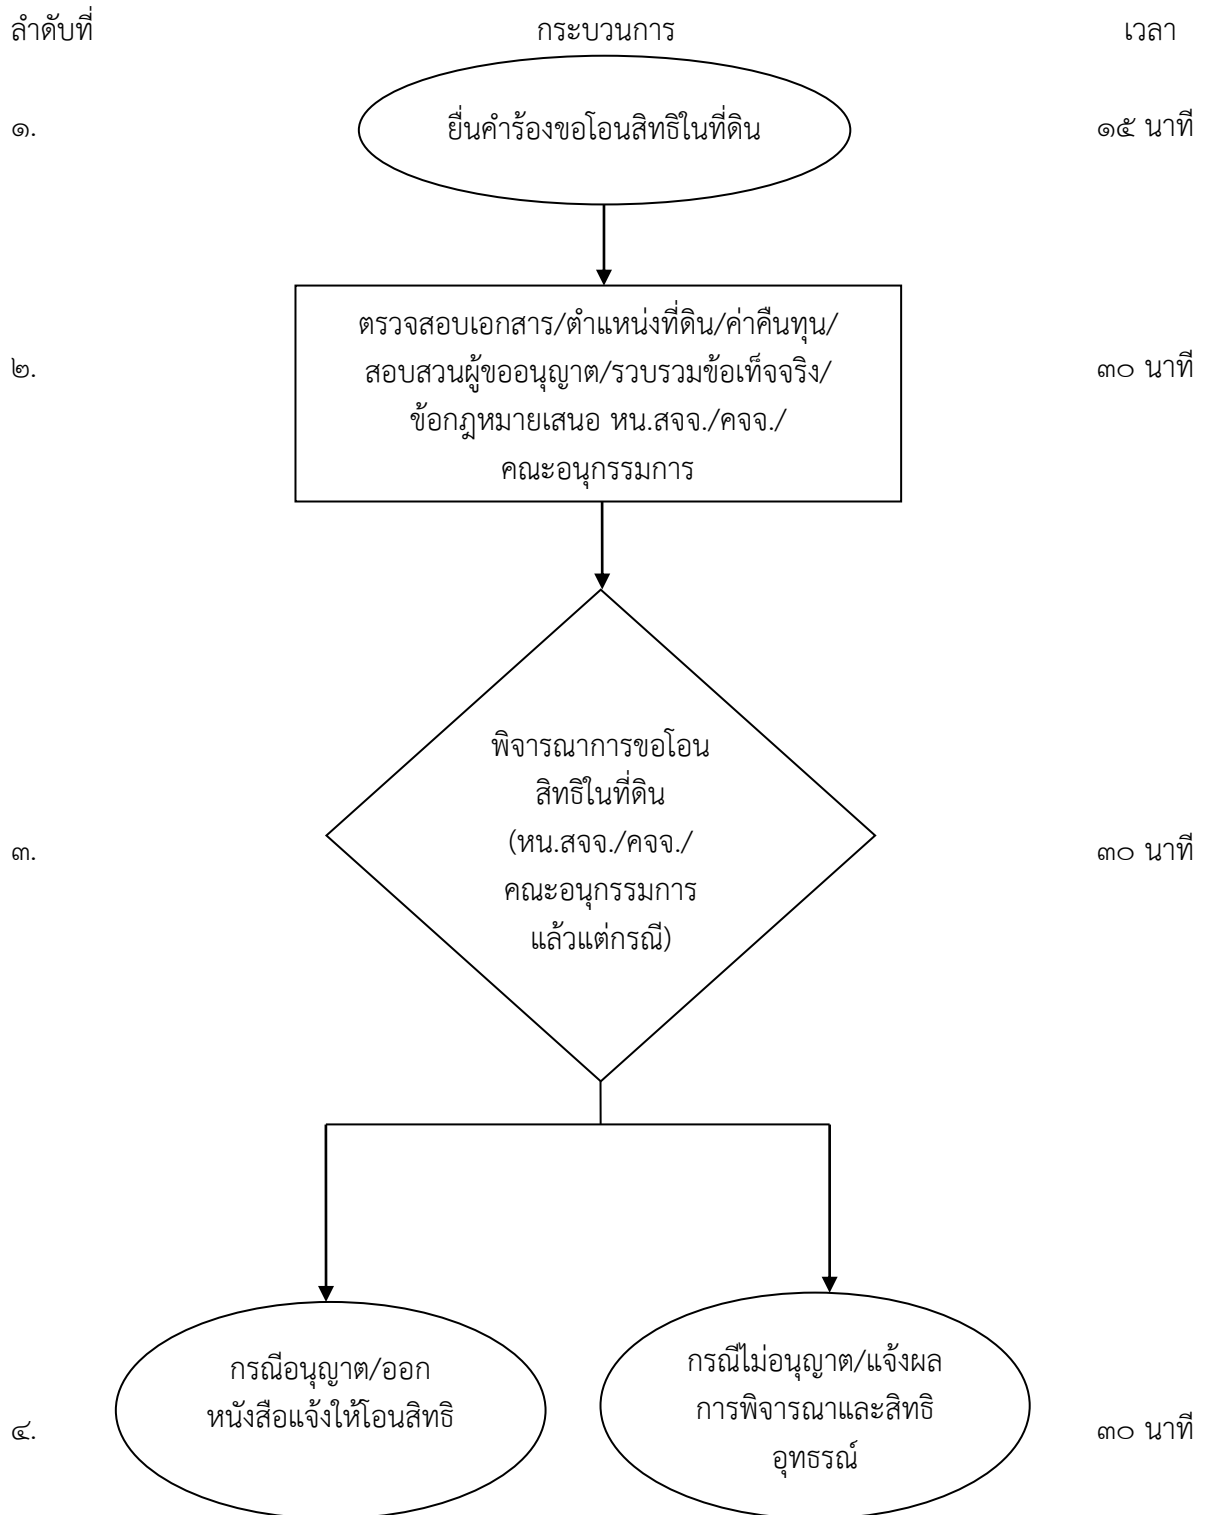 ลำดับที่ กระบวนการ เวลา
๑. ยื่นคำร้องขอโอนสิทธิในที่ดิน ๑๕ นาที
ตรวจสอบเอกสาร/ตำแหน่งที่ดิน/ค่าคืนทุน/
๒. สอบสวนผู้ขออนุญาต/รวบรวมข้อเท็จจริง/ ๓๐ นาที
ข้อกฎหมายเสนอ หน.สจจ./คจจ./
คณะอนุกรรมการ
พิจารณาการขอโอน
สิทธิในที่ดิน
๓. (หน.สจจ./คจจ./ ๓๐ นาที
คณะอนุกรรมการ
แล้วแต่กรณี)
กรณีอนุญาต/ออก
หนังสือแจ้งให้โอนสิทธิ
กรณีไม่อนุญาต/แจ้งผล
การพิจารณาและสิทธิ
อุทธรณ์
๔. ๓๐ นาที